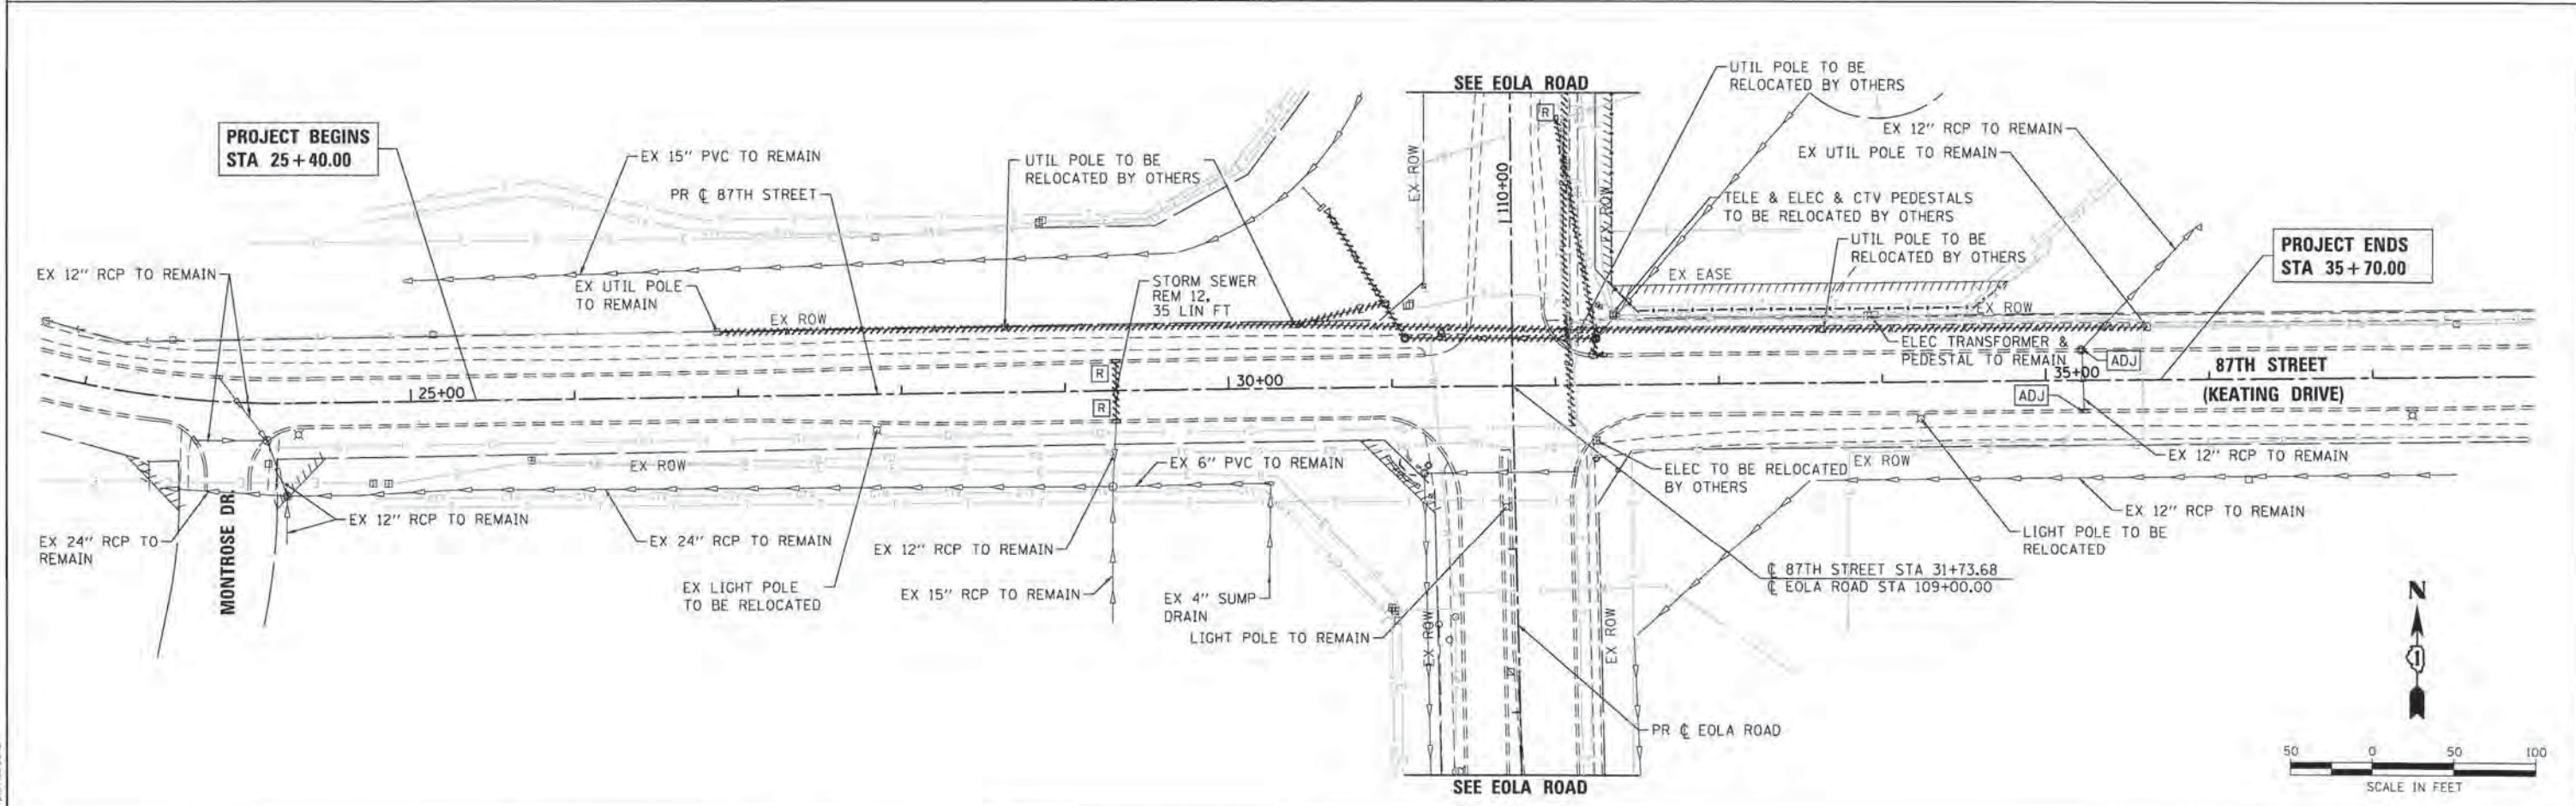 SEE EOLA ROAD
UTIL POLE TO BE
RELOCATED BY OTHERS
R
PROJECT BEGINS
STA 25+40.00
EX 15" PVC TO REMAIN
UTIL POLE TO BE
RELOCATED BY OTHERS
EX ROW
110+00
EX ROW
EX 12" RCP TO REMAIN
EX UTIL POLE TO REMAIN
PR ℄ 87TH STREET
TELE & ELEC & CTV PEDESTALS
TO BE RELOCATED BY OTHERS
UTIL POLE TO BE
RELOCATED BY OTHERS
PROJECT ENDS
STA 35+70.00
EX 12" RCP TO REMAIN
EX UTIL POLE
TO REMAIN
STORM SEWER
REM 12,
35 LIN FT
EX EASE
EX ROW
EX ROW
ELEC TRANSFORMER &
PEDESTAL TO REMAIN
ADJ
R
25+00
30+00
35+00
87TH STREET
(KEATING DRIVE)
R
ADJ
EX ROW
EX 6" PVC TO REMAIN
ELEC TO BE RELOCATED
BY OTHERS
EX ROW
EX 12" RCP TO REMAIN
MONTROSE DR.
EX 12" RCP TO REMAIN
EX 24" RCP TO
REMAIN
EX 24" RCP TO REMAIN
EX 12" RCP TO REMAIN
EX 12" RCP TO REMAIN
LIGHT POLE TO BE
RELOCATED
EX LIGHT POLE
TO BE RELOCATED
EX 15" RCP TO REMAIN
EX 4" SUMP
DRAIN
LIGHT POLE TO REMAIN
℄ 87TH STREET STA 31+73.68
℄ EOLA ROAD STA 109+00.00
EX ROW
EX ROW
PR ℄ EOLA ROAD
SEE EOLA ROAD
N
1
50 0 50 100
SCALE IN FEET